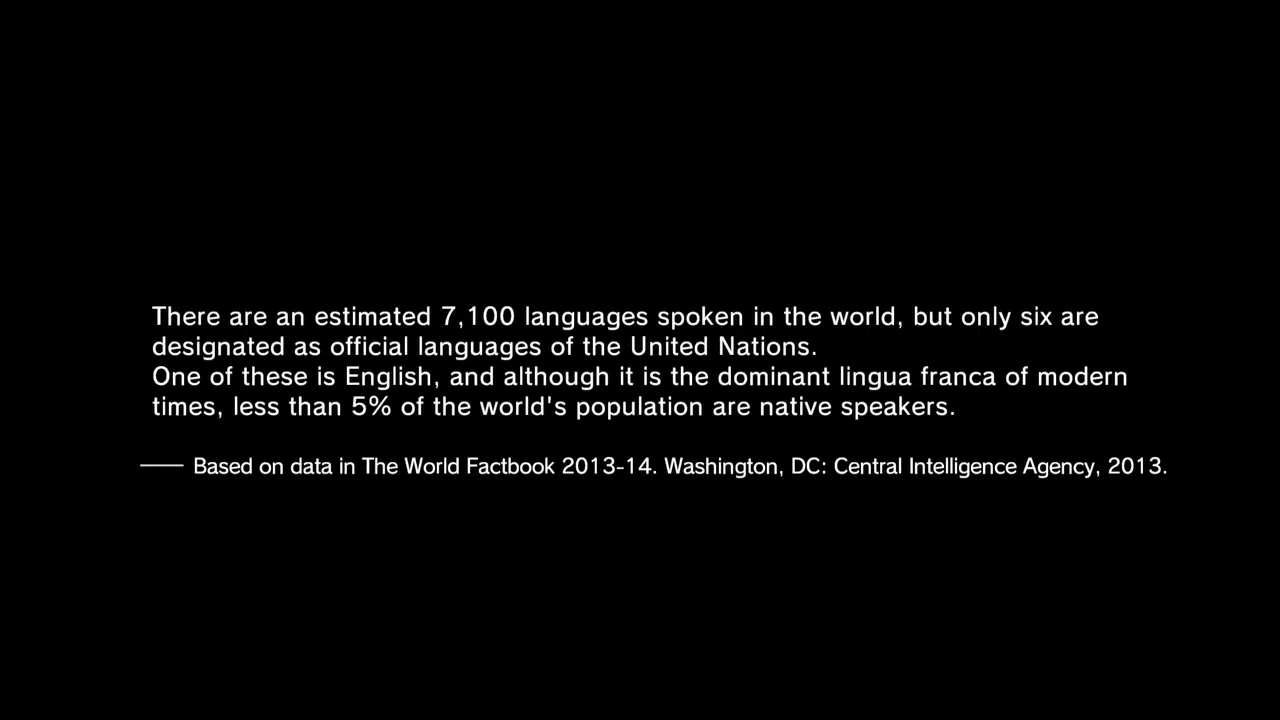 There are an estimated 7,100 languages spoken in the world, but only six are
designated as official languages of the United Nations.
One of these is English, and although it is the dominant lingua franca of modern
times, less than 5% of the world's population are native speakers.
—— Based on data in The World Factbook 2013-14. Washington, DC: Central Intelligence Agency, 2013.